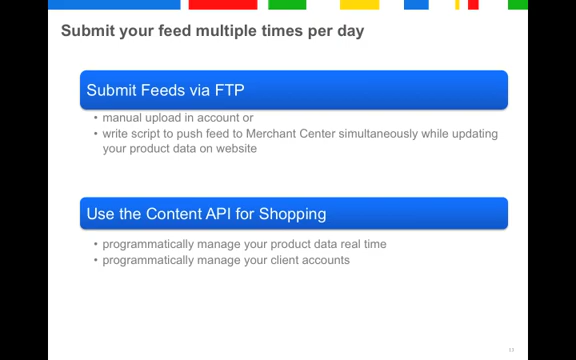 Submit your feed multiple times per day
Submit Feeds via FTP
• manual upload in account or
• write script to push feed to Merchant Center simultaneously while updating
your product data on website
Use the Content API for Shopping
• programmatically manage your product data real time
• programmatically manage your client accounts